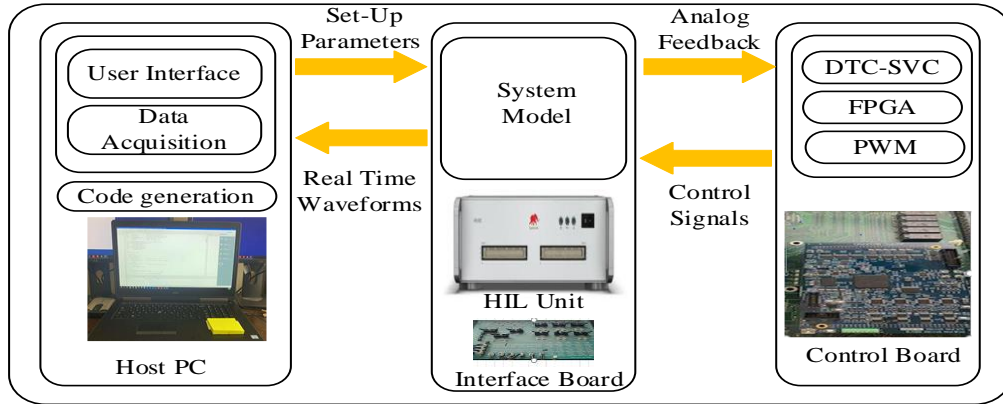 Set-Up
Parameters
Analog
Feedback
User Interface
Data
Acquisition
Code generation
Host PC
Real Time
Waveforms
System
Model
HIL Unit
Interface Board
Control
Signals
DTC-SVC
FPGA
PWM
Control Board